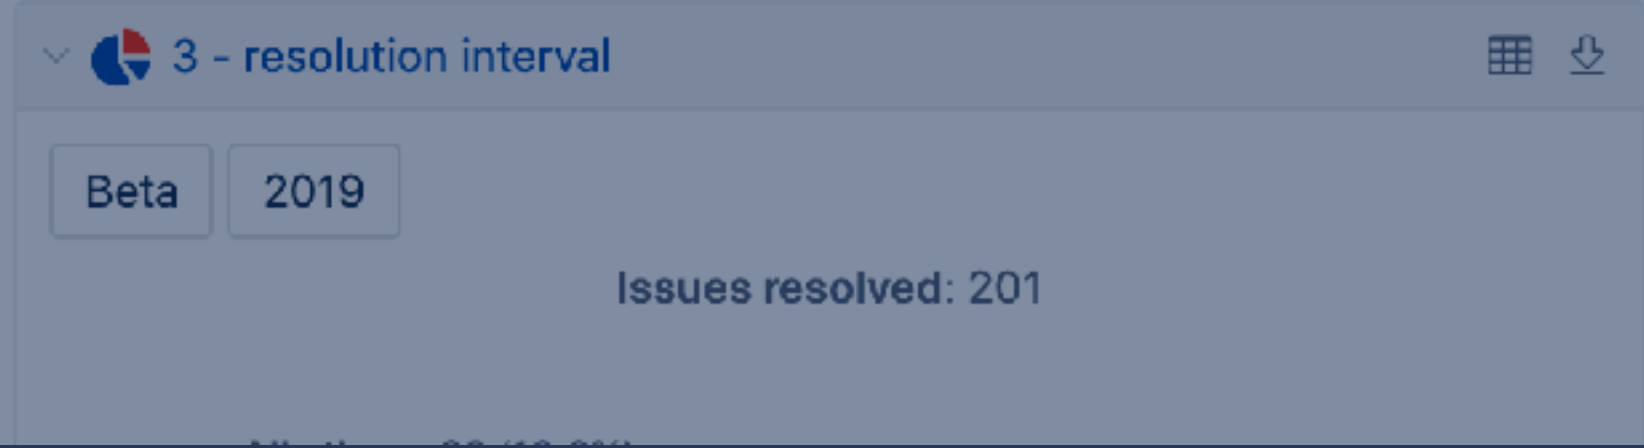 3 - resolution interval
Beta 2019
Issues resolved: 201